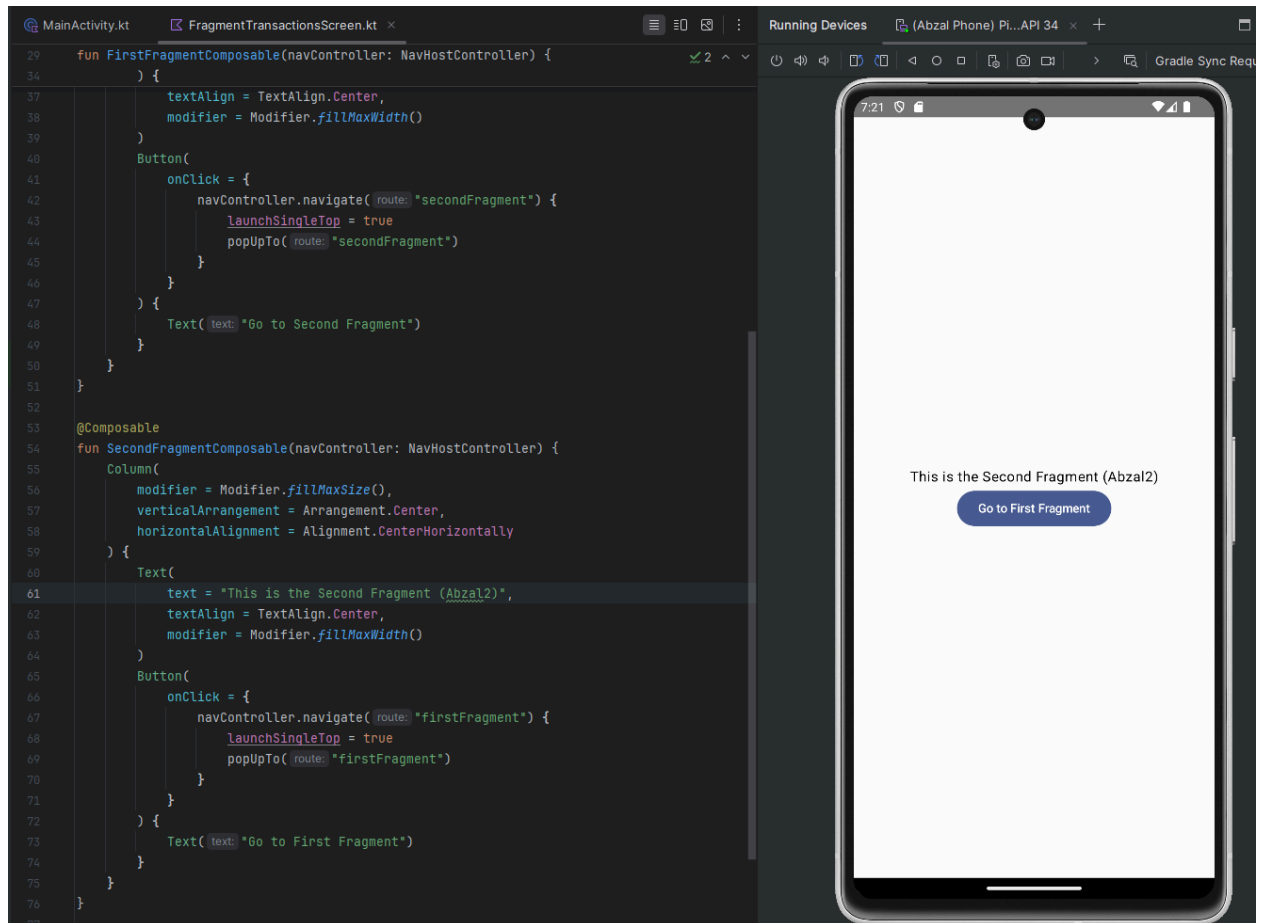 MainActivity.kt
FragmentTransactionsScreen.kt
Running Devices
(Abzal Phone) Pi...API 34
Gradle Sync Requ
2
29 fun FirstFragmentComposable(navController: NavHostController) {
34 ) {
37 textAlign = TextAlign.Center,
38 modifier = Modifier.fillMaxWidth()
39 )
40 Button(
41 onClick = {
42 navController.navigate( route: "secondFragment") {
43 launchSingleTop = true
44 popUpTo( route: "secondFragment")
45 }
46 }
47 ) {
48 Text( text: "Go to Second Fragment")
49 }
50 }
51 }
52
53 @Composable
54 fun SecondFragmentComposable(navController: NavHostController) {
55 Column(
56 modifier = Modifier.fillMaxSize(),
57 verticalArrangement = Arrangement.Center,
58 horizontalAlignment = Alignment.CenterHorizontally
59 ) {
60 Text(
61 text = "This is the Second Fragment (Abzal2)",
62 textAlign = TextAlign.Center,
63 modifier = Modifier.fillMaxWidth()
64 )
65 Button(
66 onClick = {
67 navController.navigate( route: "firstFragment") {
68 launchSingleTop = true
69 popUpTo( route: "firstFragment")
70 }
71 }
72 ) {
73 Text( text: "Go to First Fragment")
74 }
75 }
76 }
7:21
This is the Second Fragment (Abzal2)
Go to First Fragment